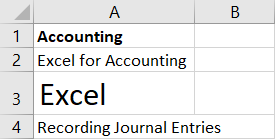 A B
1 Accounting
2 Excel for Accounting
3 Excel
4 Recording Journal Entries